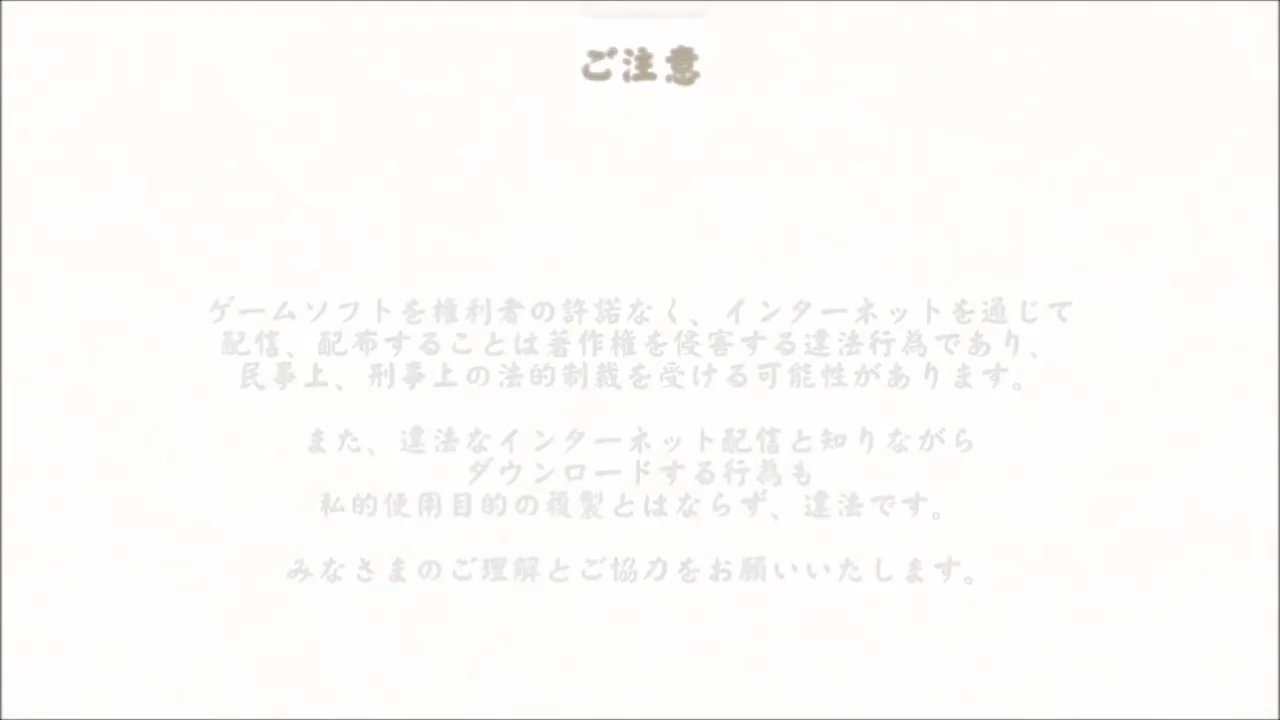 ご注意
ゲームソフトを権利者の許諾なく、インターネットを通じて
配信、配布することは著作権を侵害する違法行為であり、
民事上、刑事上の法的制裁を受ける可能性があります。
また、違法なインターネット配信と知りながら
ダウンロードする行為も
私的使用目的の複製とはならず、違法です。
みなさまのご理解とご協力をお願いいたします。